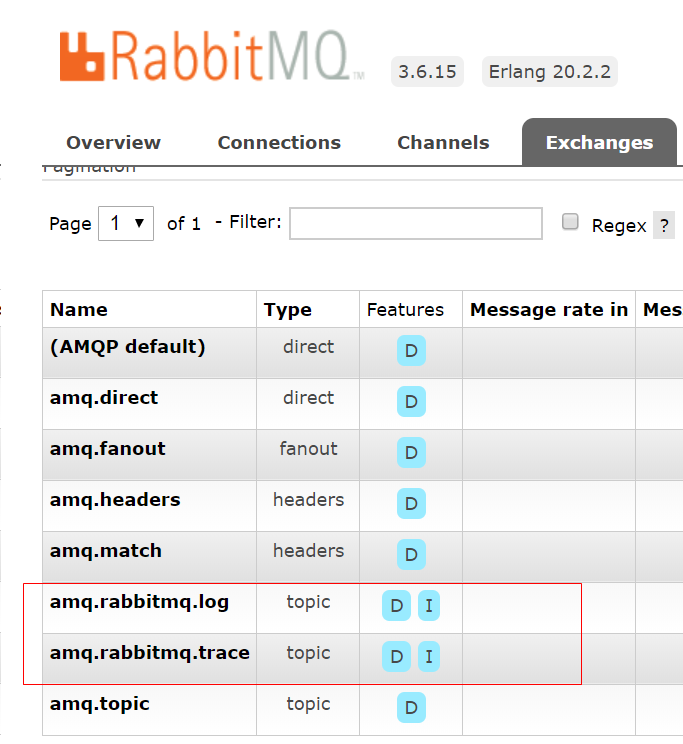 RabbitMQ TM 3.6.15 Erlang 20.2.2
Overview Connections Channels Exchanges
Pagination
Page 1 of 1 - Filter: Regex ?
Name Type Features Message rate in Mes
(AMQP default) direct D
amq.direct direct D
amq.fanout fanout D
amq.headers headers D
amq.match headers D
amq.rabbitmq.log topic D I
amq.rabbitmq.trace topic D I
amq.topic topic D